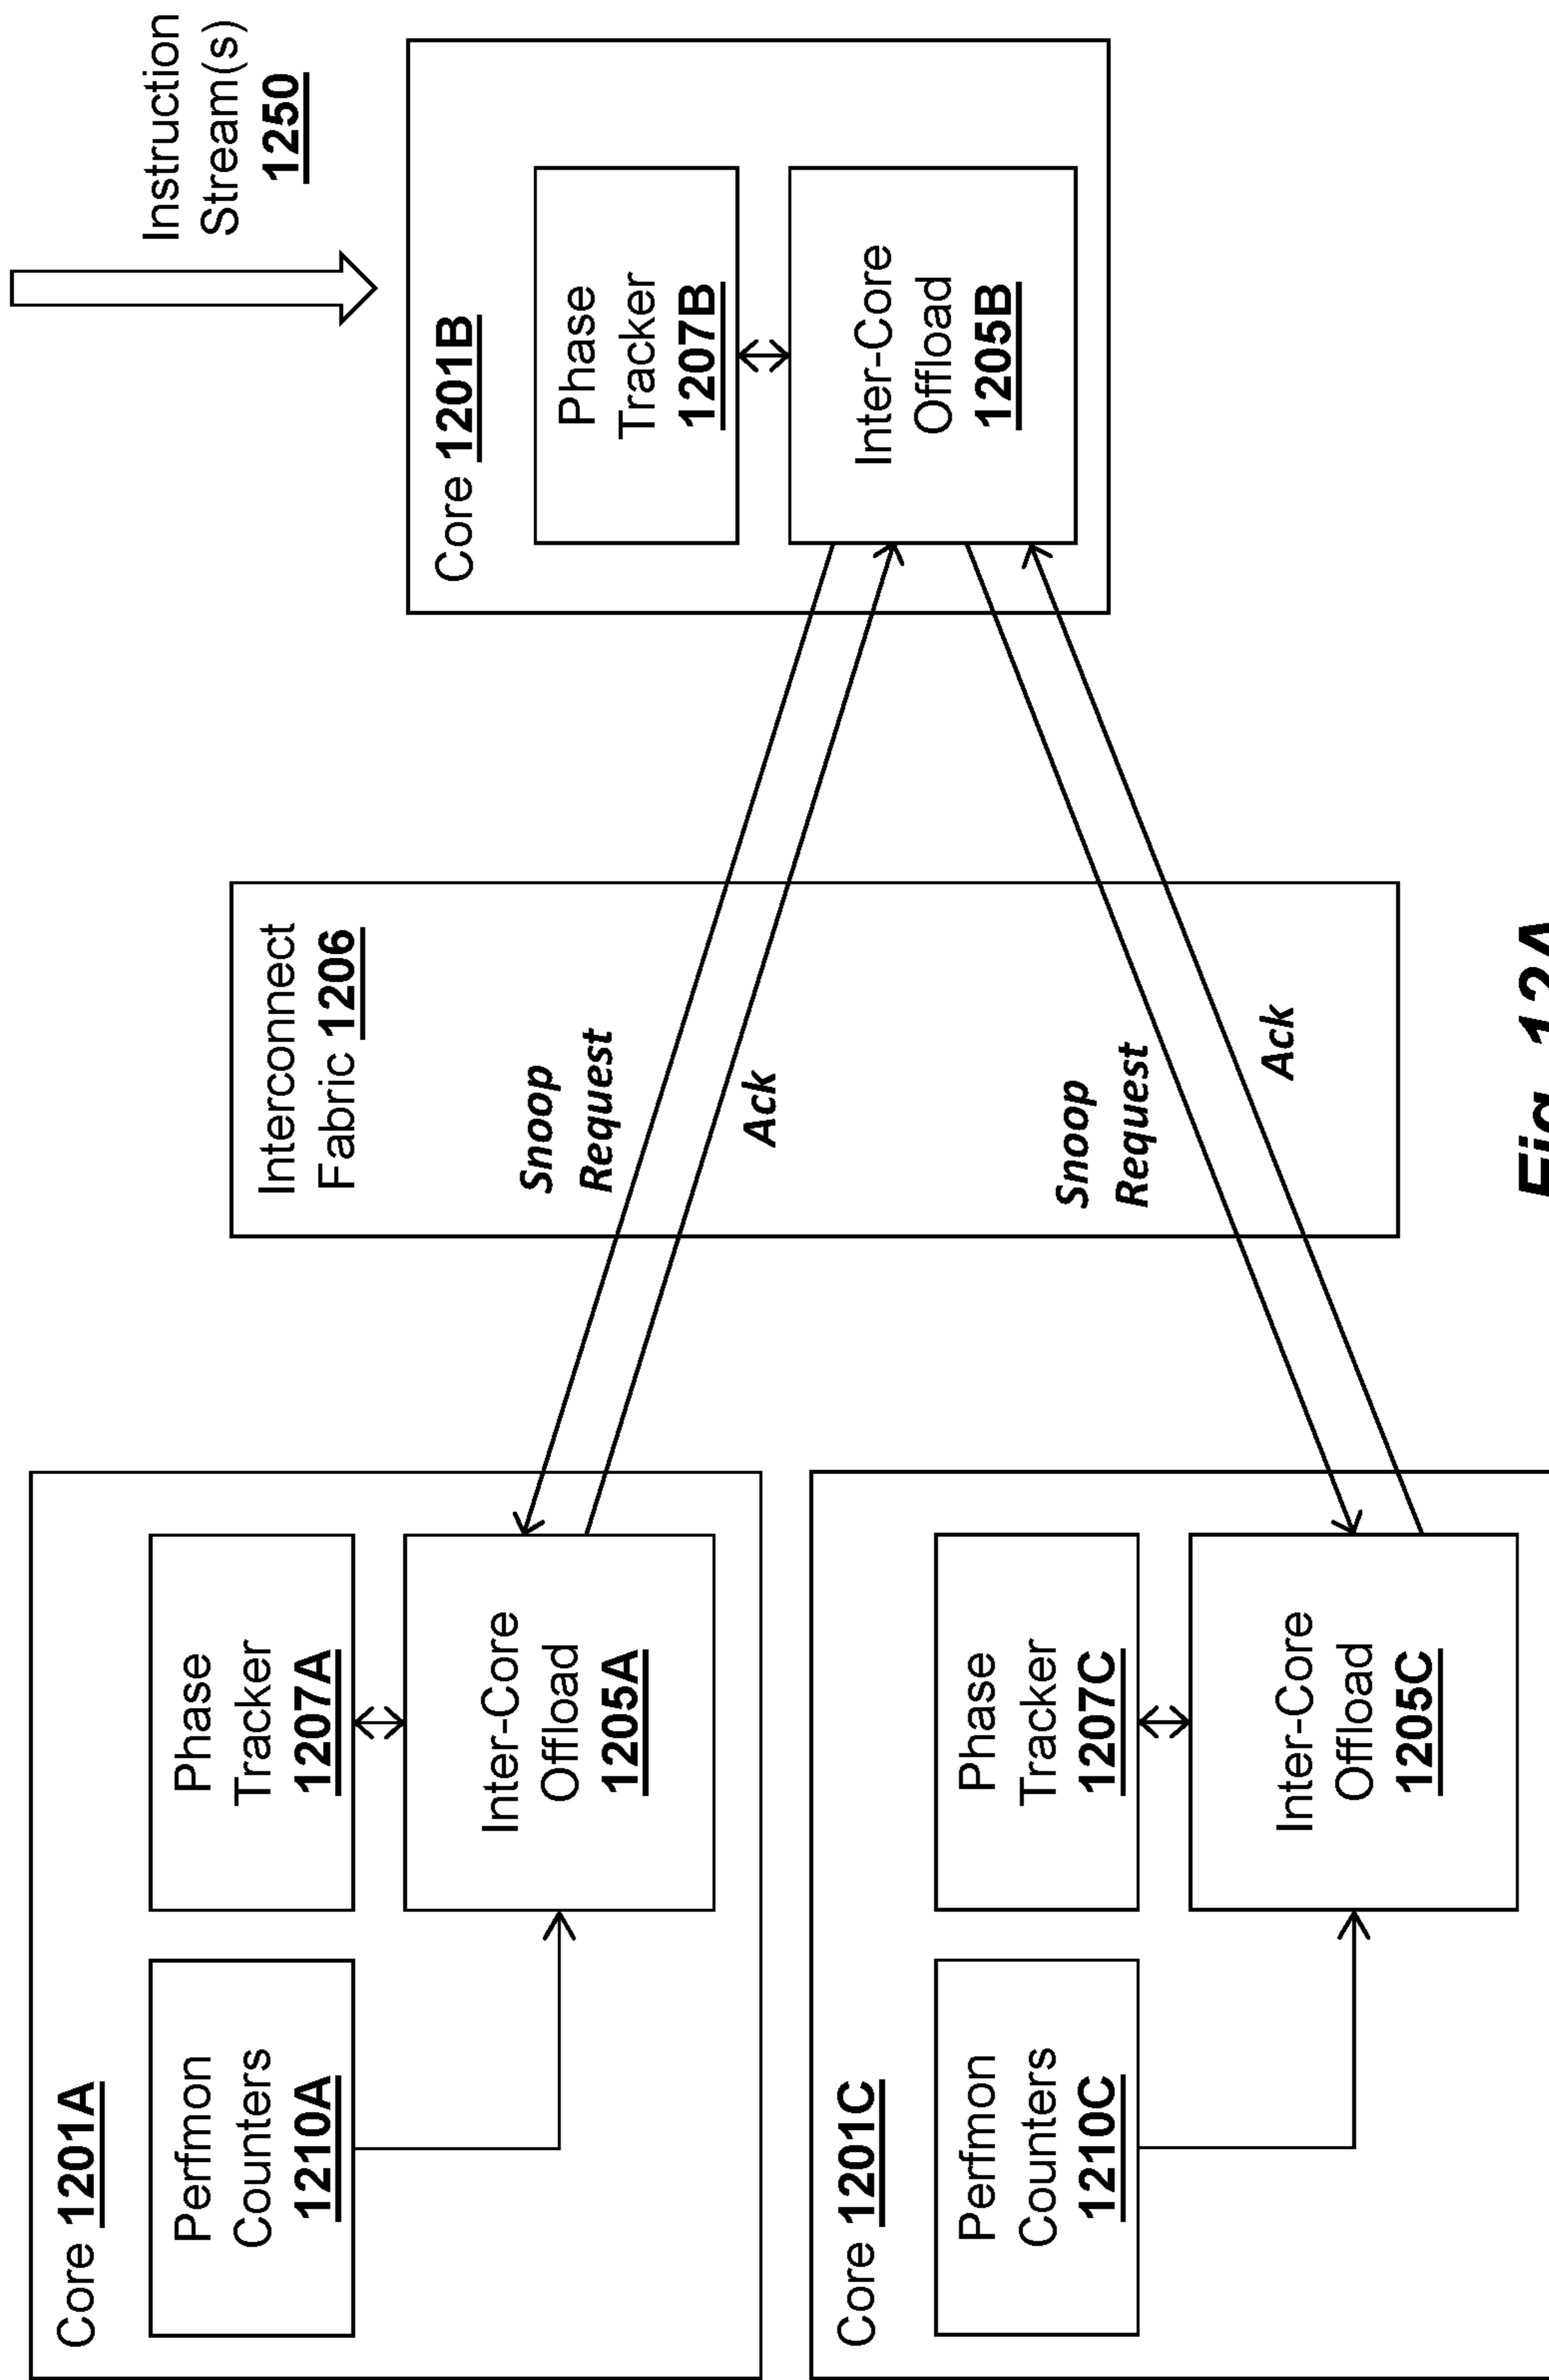 Core 1201A
Perfmon
Counters
1210A
Phase
Tracker
1207A
Inter-Core
Offload
1205A
Core 1201C
Perfmon
Counters
1210C
Phase
Tracker
1207C
Inter-Core
Offload
1205C
Interconnect
Fabric 1206
Snoop
Request
Ack
Snoop
Request
Ack
Instruction
Stream(s)
1250
Core 1201B
Phase
Tracker
1207B
Inter-Core
Offload
1205B
Fig. 12A